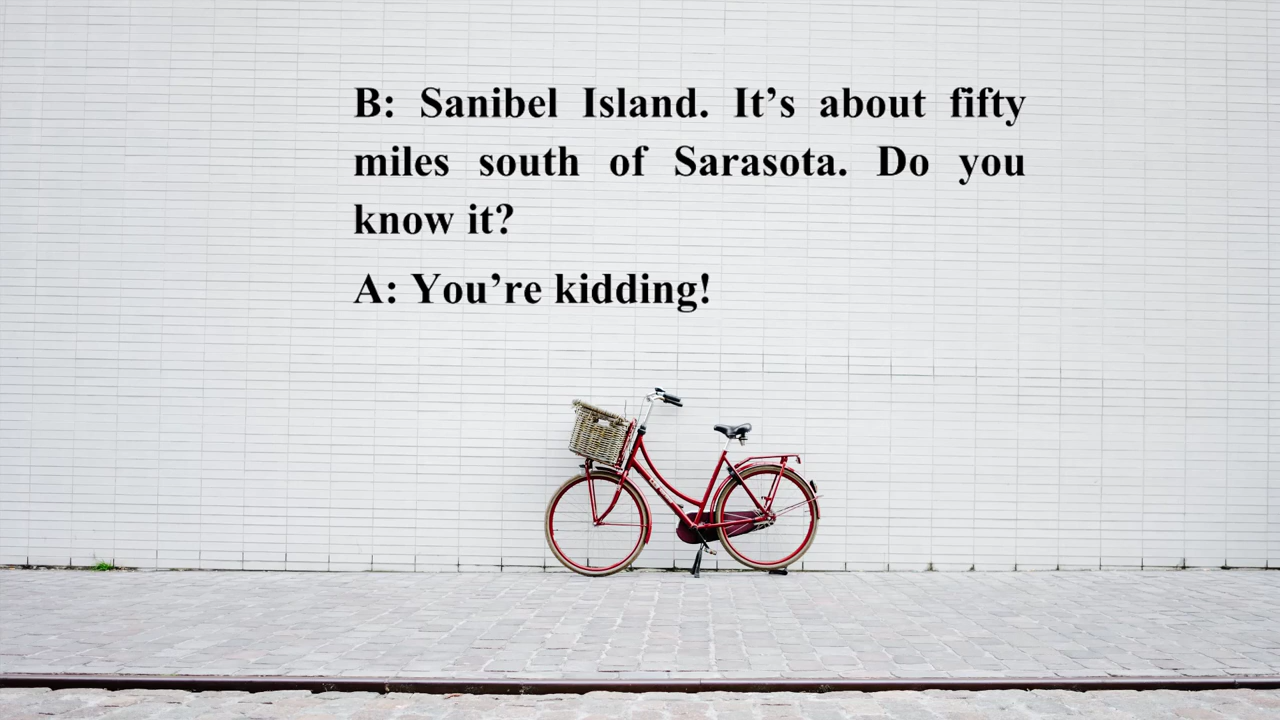 B: Sanibel Island. It’s about fifty
miles south of Sarasota. Do you
know it?
A: You’re kidding!